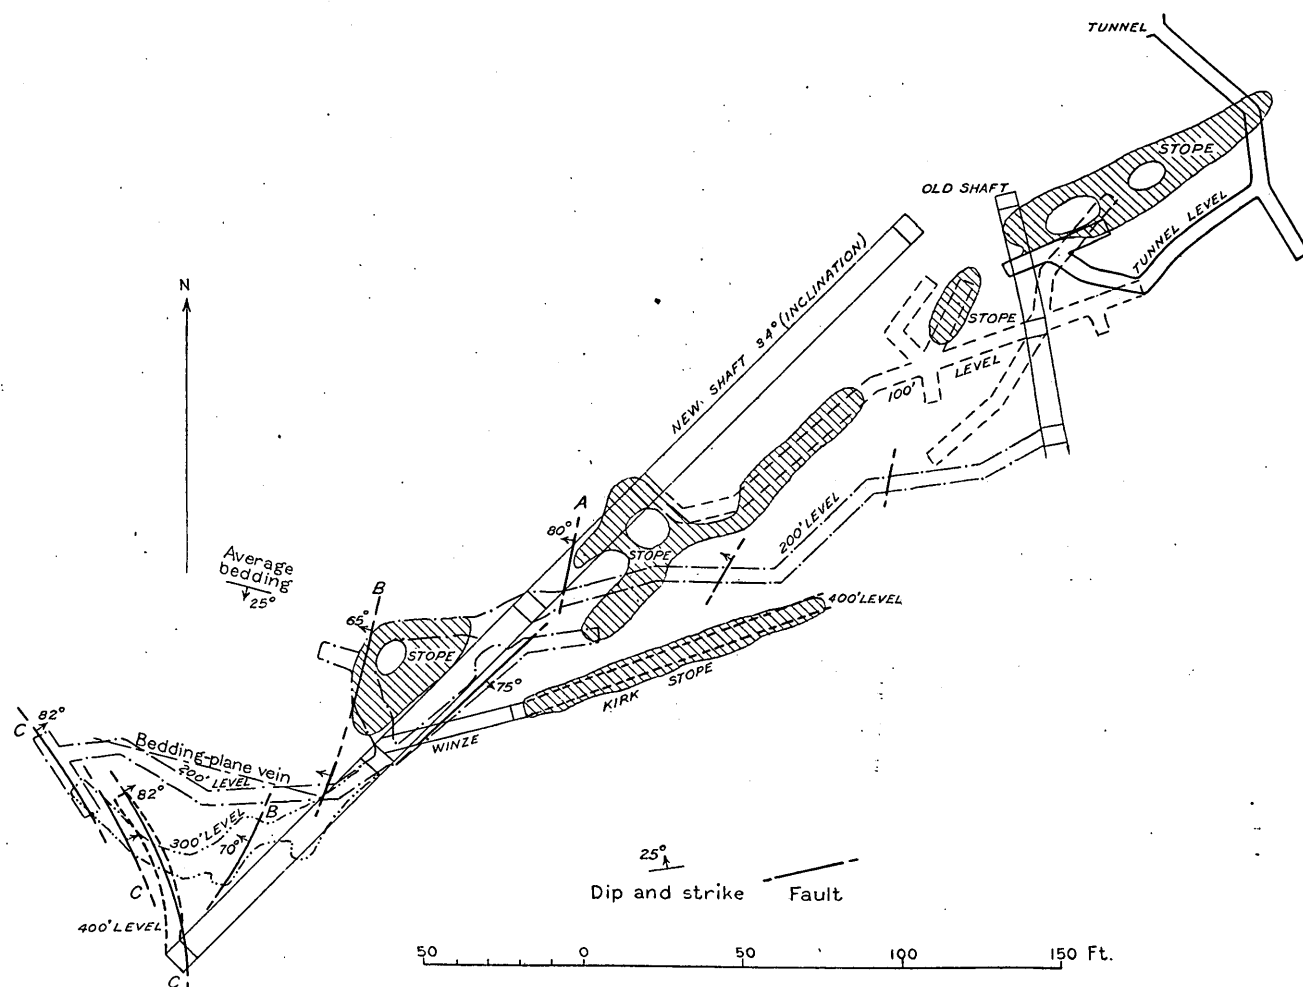 TUNNEL
STOPE
OLD SHAFT
TUNNEL LEVEL
NEW SHAFT 34° (INCLINATION)
N
STOPE
100' LEVEL
A
80°
STOPE
200' LEVEL
Average
bedding
25°
B
65°
STOPE
400' LEVEL
75°
KIRK STOPE
WINZE
C
82°
Bedding-plane vein
200' LEVEL
82°
B
300' LEVEL
70°
C
400' LEVEL
C
25°
Dip and strike
Fault
50 0 50 100 150 Ft.